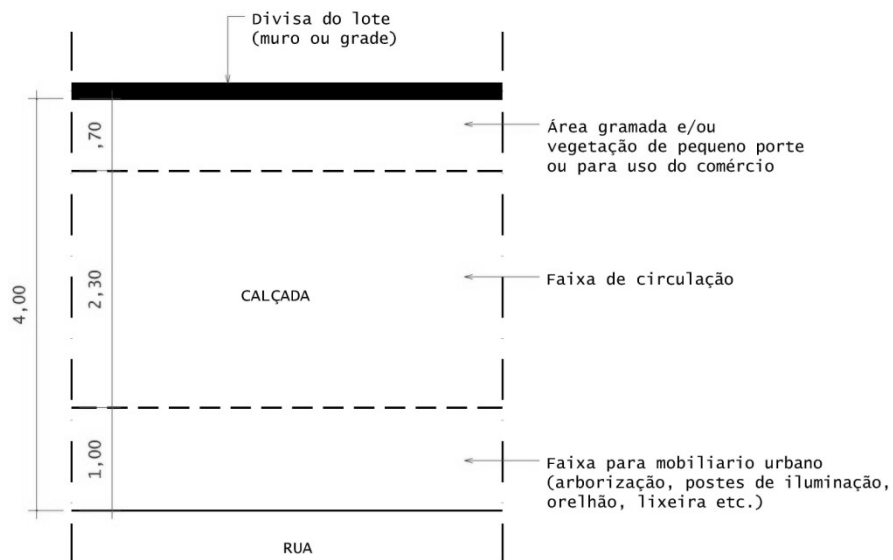 Divisa do lote
(muro ou grade)
,70
Área gramada e/ou
vegetação de pequeno porte
ou para uso do comércio
4,00
2,30
CALÇADA
Faixa de circulação
1,00
Faixa para mobiliario urbano
(arborização, postes de iluminação,
orelhão, lixeira etc.)
RUA